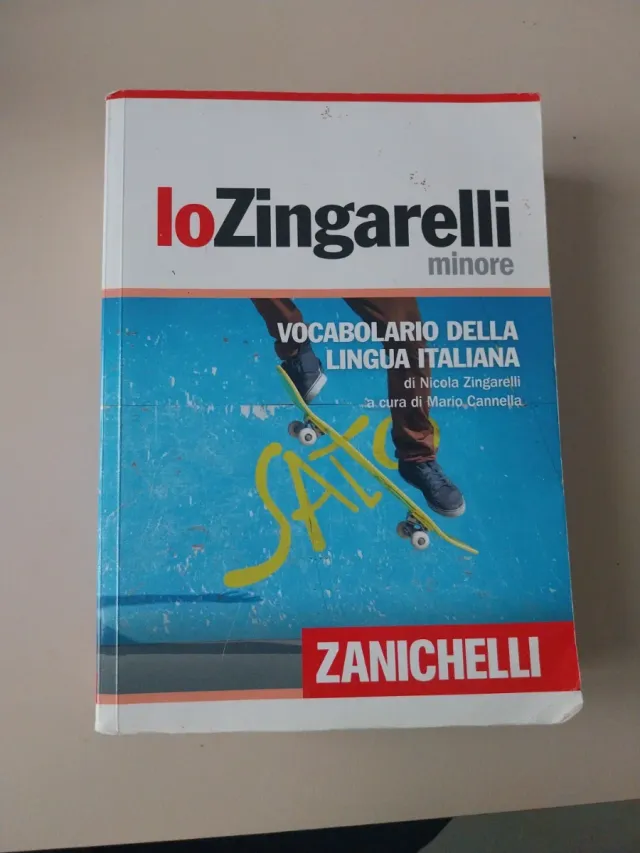 loZingarelli
minore
VOCABOLARIO DELLA
LINGUA ITALIANA
di Nicola Zingarelli
a cura di Mario Cannella
SALTO
ZANICHELLI